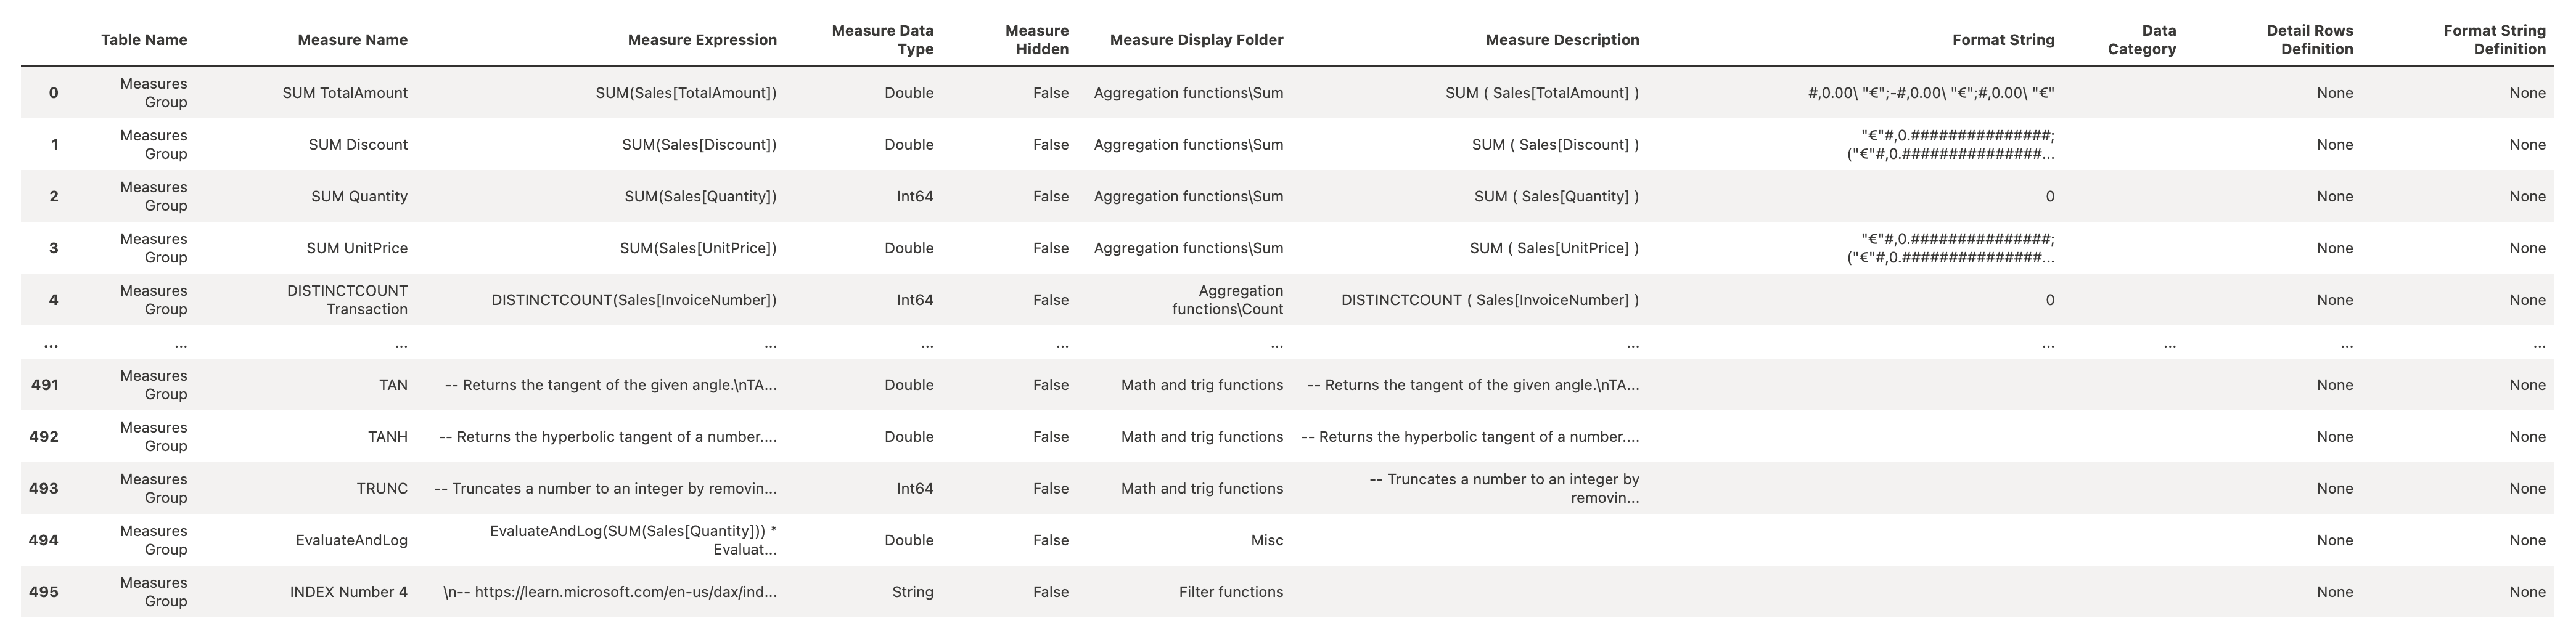 Table Name Measure Name Measure Expression Measure Data Type Measure Hidden Measure Display Folder Measure Description Format String Data Category Detail Rows Definition Format String Definition
0 Measures Group SUM TotalAmount SUM(Sales[TotalAmount]) Double False Aggregation functions\Sum SUM ( Sales[TotalAmount] ) #,0.00\ "€";-#,0.00\ "€";#,0.00\ "€" None None
1 Measures Group SUM Discount SUM(Sales[Discount]) Double False Aggregation functions\Sum SUM ( Sales[Discount] ) "€"#,0.###############; ("€"#,0.###############... None None
2 Measures Group SUM Quantity SUM(Sales[Quantity]) Int64 False Aggregation functions\Sum SUM ( Sales[Quantity] ) 0 None None
3 Measures Group SUM UnitPrice SUM(Sales[UnitPrice]) Double False Aggregation functions\Sum SUM ( Sales[UnitPrice] ) "€"#,0.###############; ("€"#,0.###############... None None
4 Measures Group DISTINCTCOUNT Transaction DISTINCTCOUNT(Sales[InvoiceNumber]) Int64 False Aggregation functions\Count DISTINCTCOUNT ( Sales[InvoiceNumber] ) 0 None None
... ... ... ... ... ... ... ... ... ... ... ...
491 Measures Group TAN -- Returns the tangent of the given angle.\nTA... Double False Math and trig functions -- Returns the tangent of the given angle.\nTA... None None
492 Measures Group TANH -- Returns the hyperbolic tangent of a number.... Double False Math and trig functions -- Returns the hyperbolic tangent of a number.... None None
493 Measures Group TRUNC -- Truncates a number to an integer by removin... Int64 False Math and trig functions -- Truncates a number to an integer by removin... None None
494 Measures Group EvaluateAndLog EvaluateAndLog(SUM(Sales[Quantity])) * Evaluat... Double False Misc None None
495 Measures Group INDEX Number 4 \n-- https://learn.microsoft.com/en-us/dax/ind... String False Filter functions None None